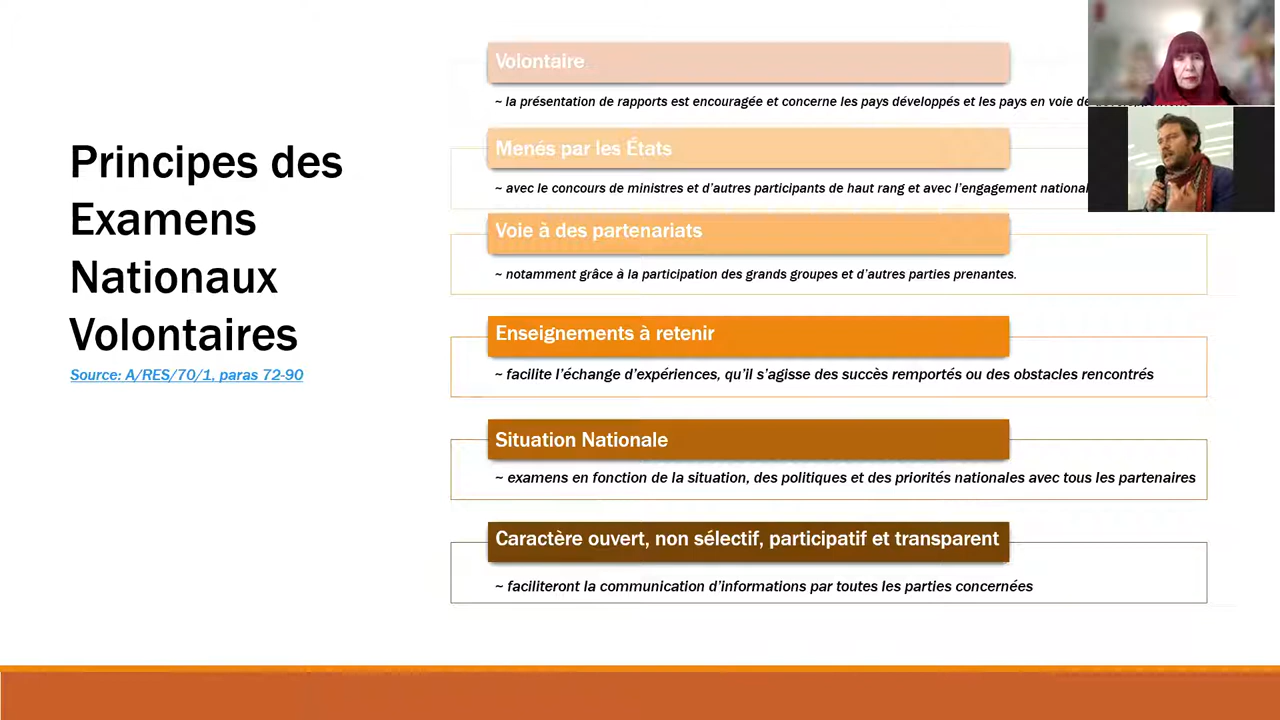 Principes des
Examens
Nationaux
Volontaires
Source: A/RES/70/1, paras 72-90
Volontaire
~ la présentation de rapports est encouragée et concerne les pays développés et les pays en voie de
Menés par les États
~ avec le concours de ministres et d’autres participants de haut rang et avec l’engagement national
Voie à des partenariats
~ notamment grâce à la participation des grands groupes et d’autres parties prenantes.
Enseignements à retenir
~ facilite l’échange d’expériences, qu’il s’agisse des succès remportés ou des obstacles rencontrés
Situation Nationale
~ examens en fonction de la situation, des politiques et des priorités nationales avec tous les partenaires
Caractère ouvert, non sélectif, participatif et transparent
~ faciliteront la communication d’informations par toutes les parties concernées